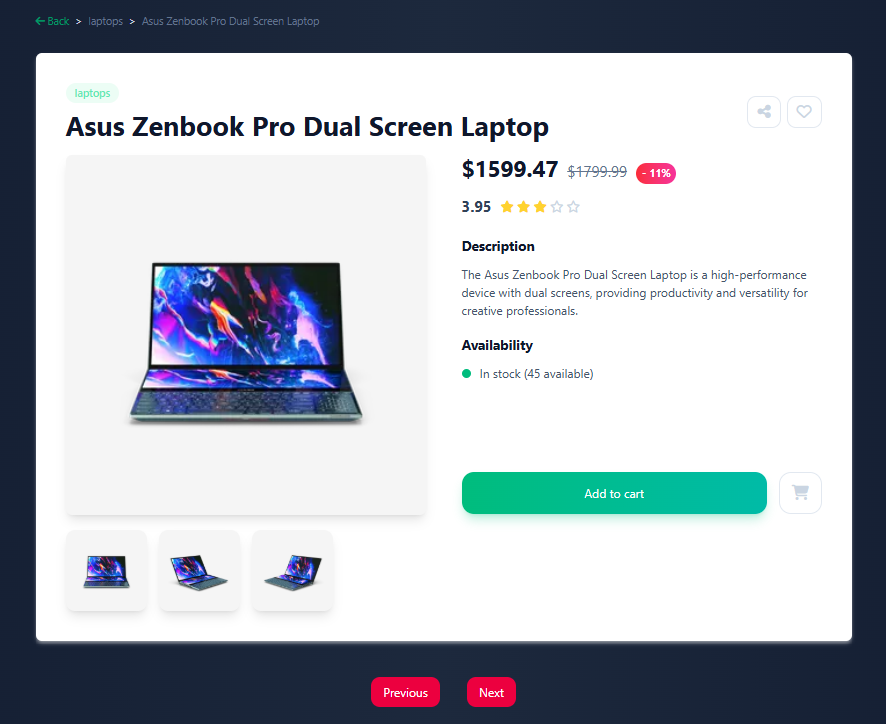 Back > laptops > Asus Zenbook Pro Dual Screen Laptop
laptops
Asus Zenbook Pro Dual Screen Laptop
$1599.47 $1799.99 - 11%
3.95
Description
The Asus Zenbook Pro Dual Screen Laptop is a high-performance
device with dual screens, providing productivity and versatility for
creative professionals.
Availability
In stock (45 available)
Add to cart
Previous
Next